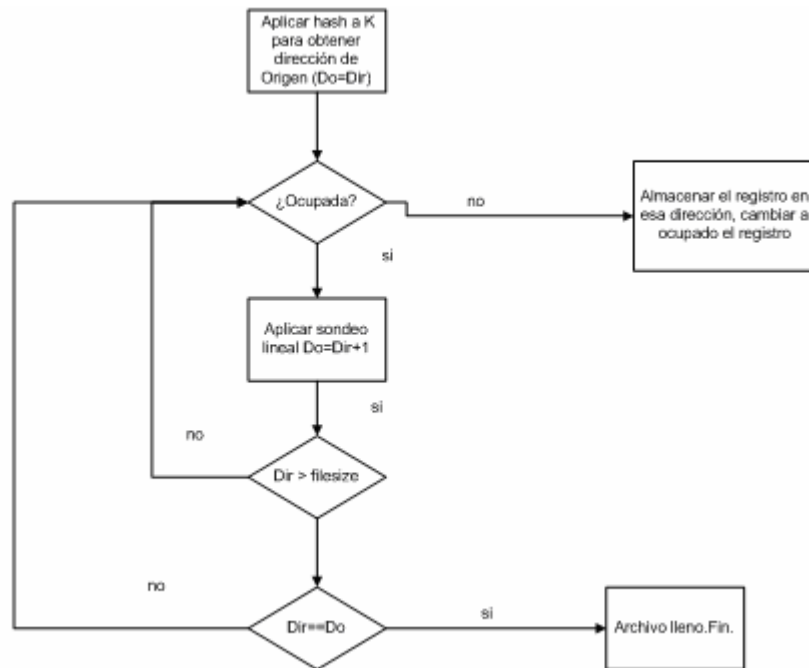 Aplicar hash a K
para obtener
dirección de
Origen (Do=Dir)
¿Ocupada?
no
Almacenar el registro en
esa dirección, cambiar a
ocupado el registro
si
Aplicar sondeo
lineal Do=Dir+1
si
no
Dir > filesize
no
Dir==Do
si
Archivo lleno.Fin.